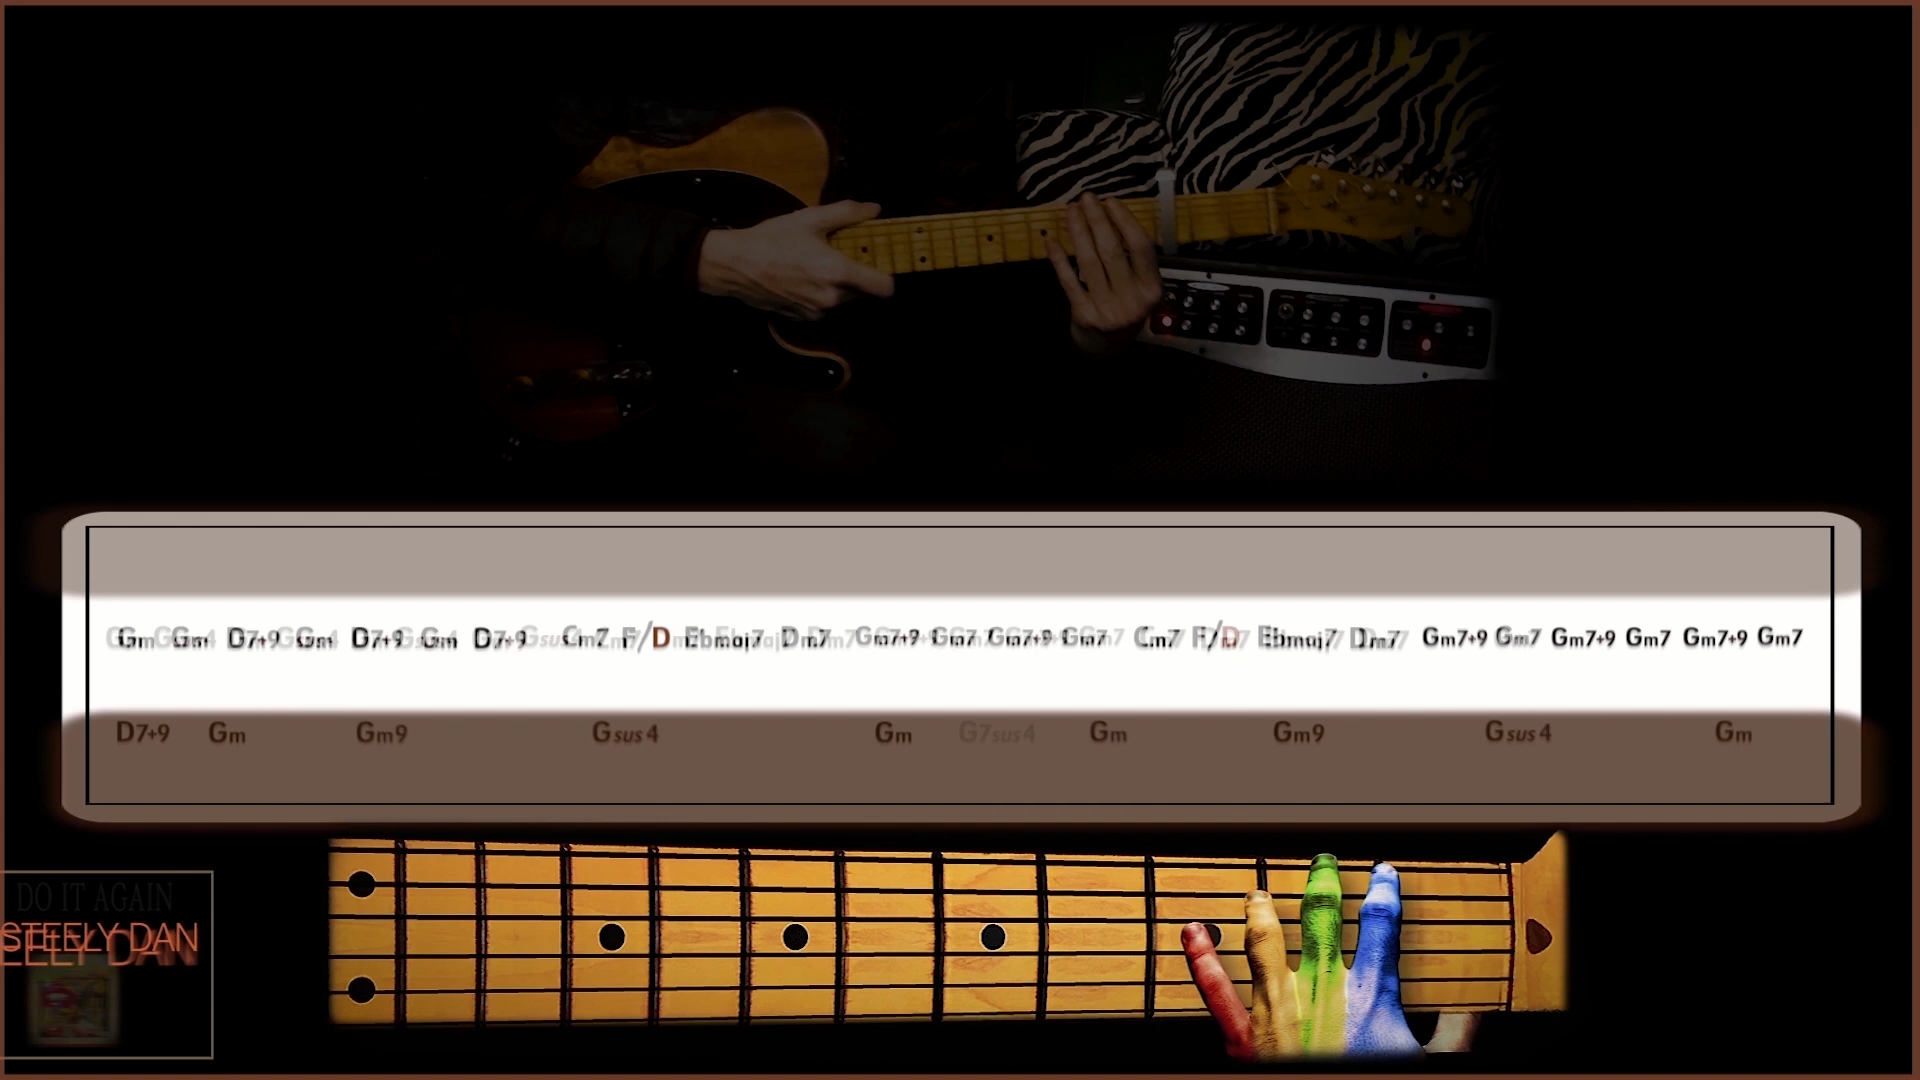 Gm Gm D7+9 Gm D7+9 Gm D7+9 Cm7 F/D Ebmaj7 Dm7 Gm7+9 Gm7 Gm7+9 Gm7 Cm7 F/D Ebmaj7 Dm7 Gm7+9 Gm7 Gm7+9 Gm7 Gm7+9 Gm7
D7+9 Gm Gm9 Gsus4 Gm G7sus4 Gm Gm9 Gsus4 Gm
DO IT AGAIN
STEELY DAN